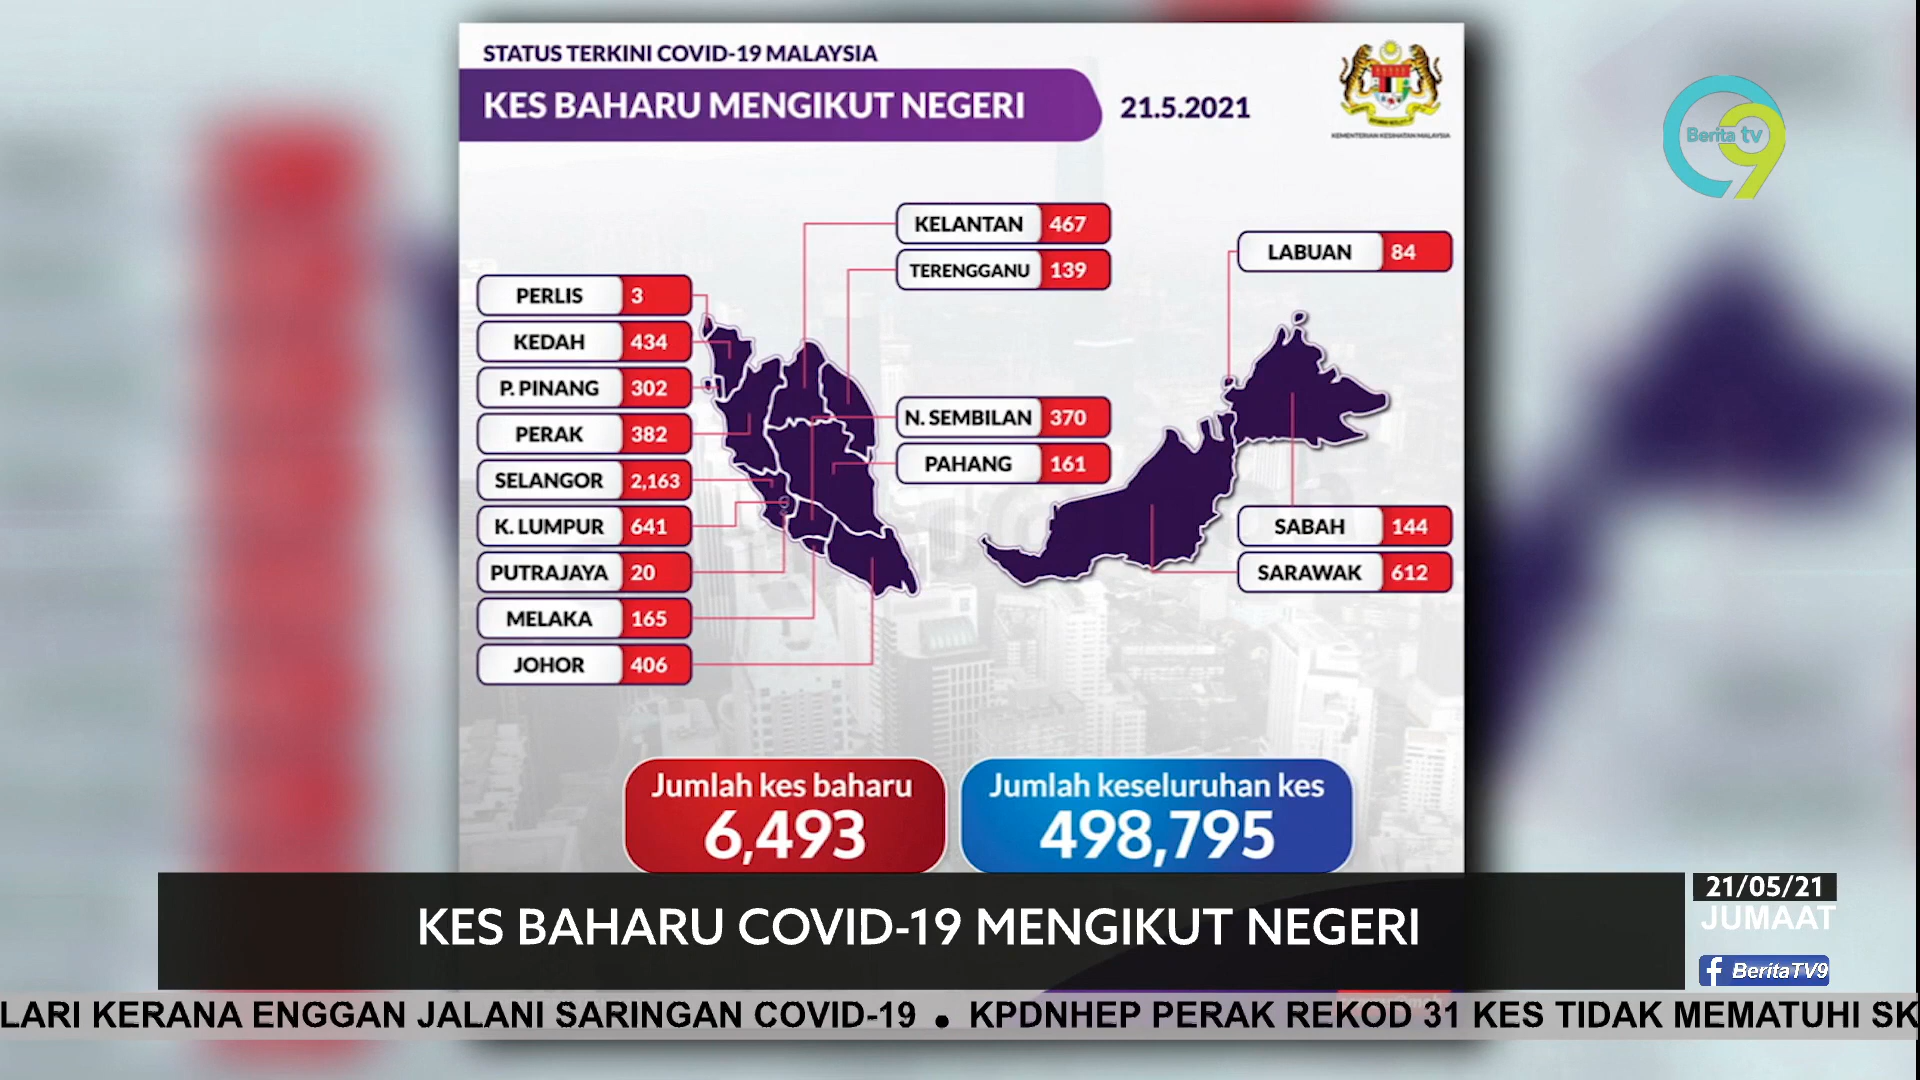 STATUS TERKINI COVID-19 MALAYSIA
KES BAHARU MENGIKUT NEGERI
21.5.2021
KEMENTERIAN KESIHATAN MALAYSIA
Berita tv 9
KELANTAN 467
TERENGGANU 139
LABUAN 84
PERLIS 3
KEDAH 434
P. PINANG 302
PERAK 382
SELANGOR 2,163
K. LUMPUR 641
PUTRAJAYA 20
MELAKA 165
JOHOR 406
N. SEMBILAN 370
PAHANG 161
SABAH 144
SARAWAK 612
Jumlah kes baharu
6,493
Jumlah keseluruhan kes
498,795
KES BAHARU COVID-19 MENGIKUT NEGERI
21/05/21
JUMAAT
f BeritaTV9
LARI KERANA ENGGAN JALANI SARINGAN COVID-19 • KPDNHEP PERAK REKOD 31 KES TIDAK MEMATUHI SK